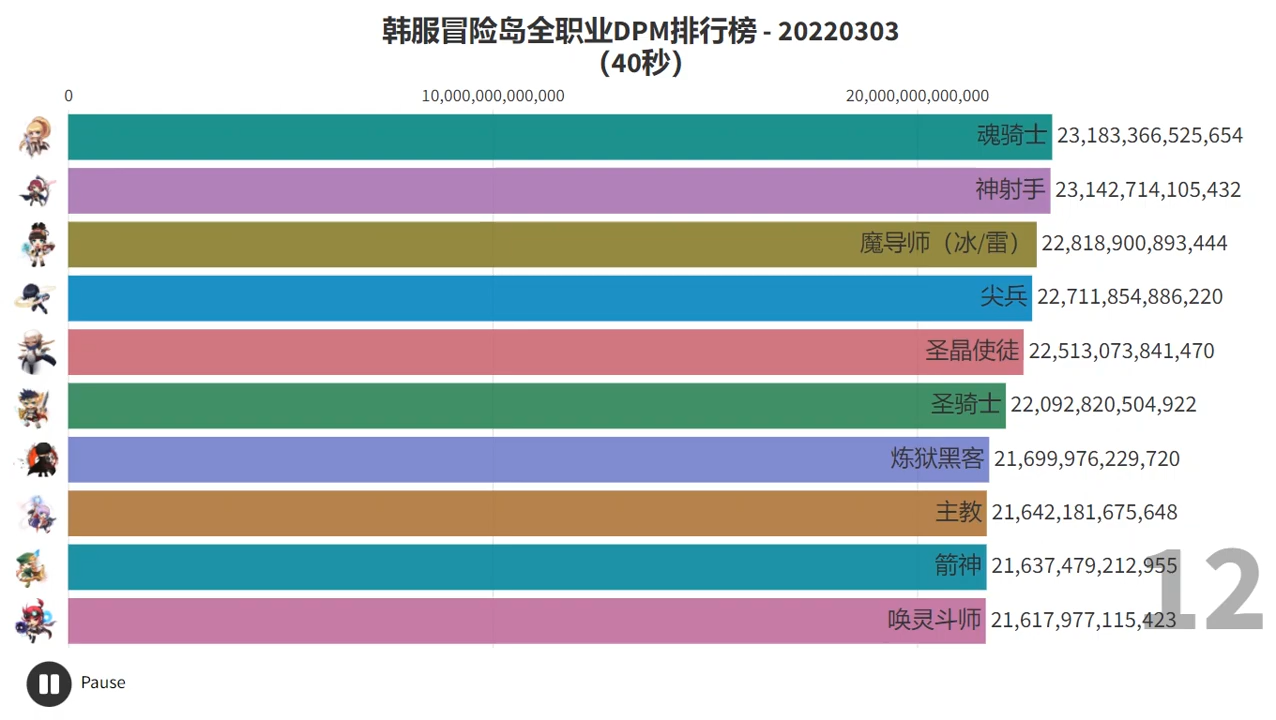 韩服冒险岛全职业DPM排行榜 - 20220303
（40秒）
0 10,000,000,000,000 20,000,000,000,000
魂骑士 23,183,366,525,654
神射手 23,142,714,105,432
魔导师（冰/雷） 22,818,900,893,444
尖兵 22,711,854,886,220
圣晶使徒 22,513,073,841,470
圣骑士 22,092,820,504,922
炼狱黑客 21,699,976,229,720
主教 21,642,181,675,648
箭神 21,637,479,212,955
唤灵斗师 21,617,977,115,423
12
Pause